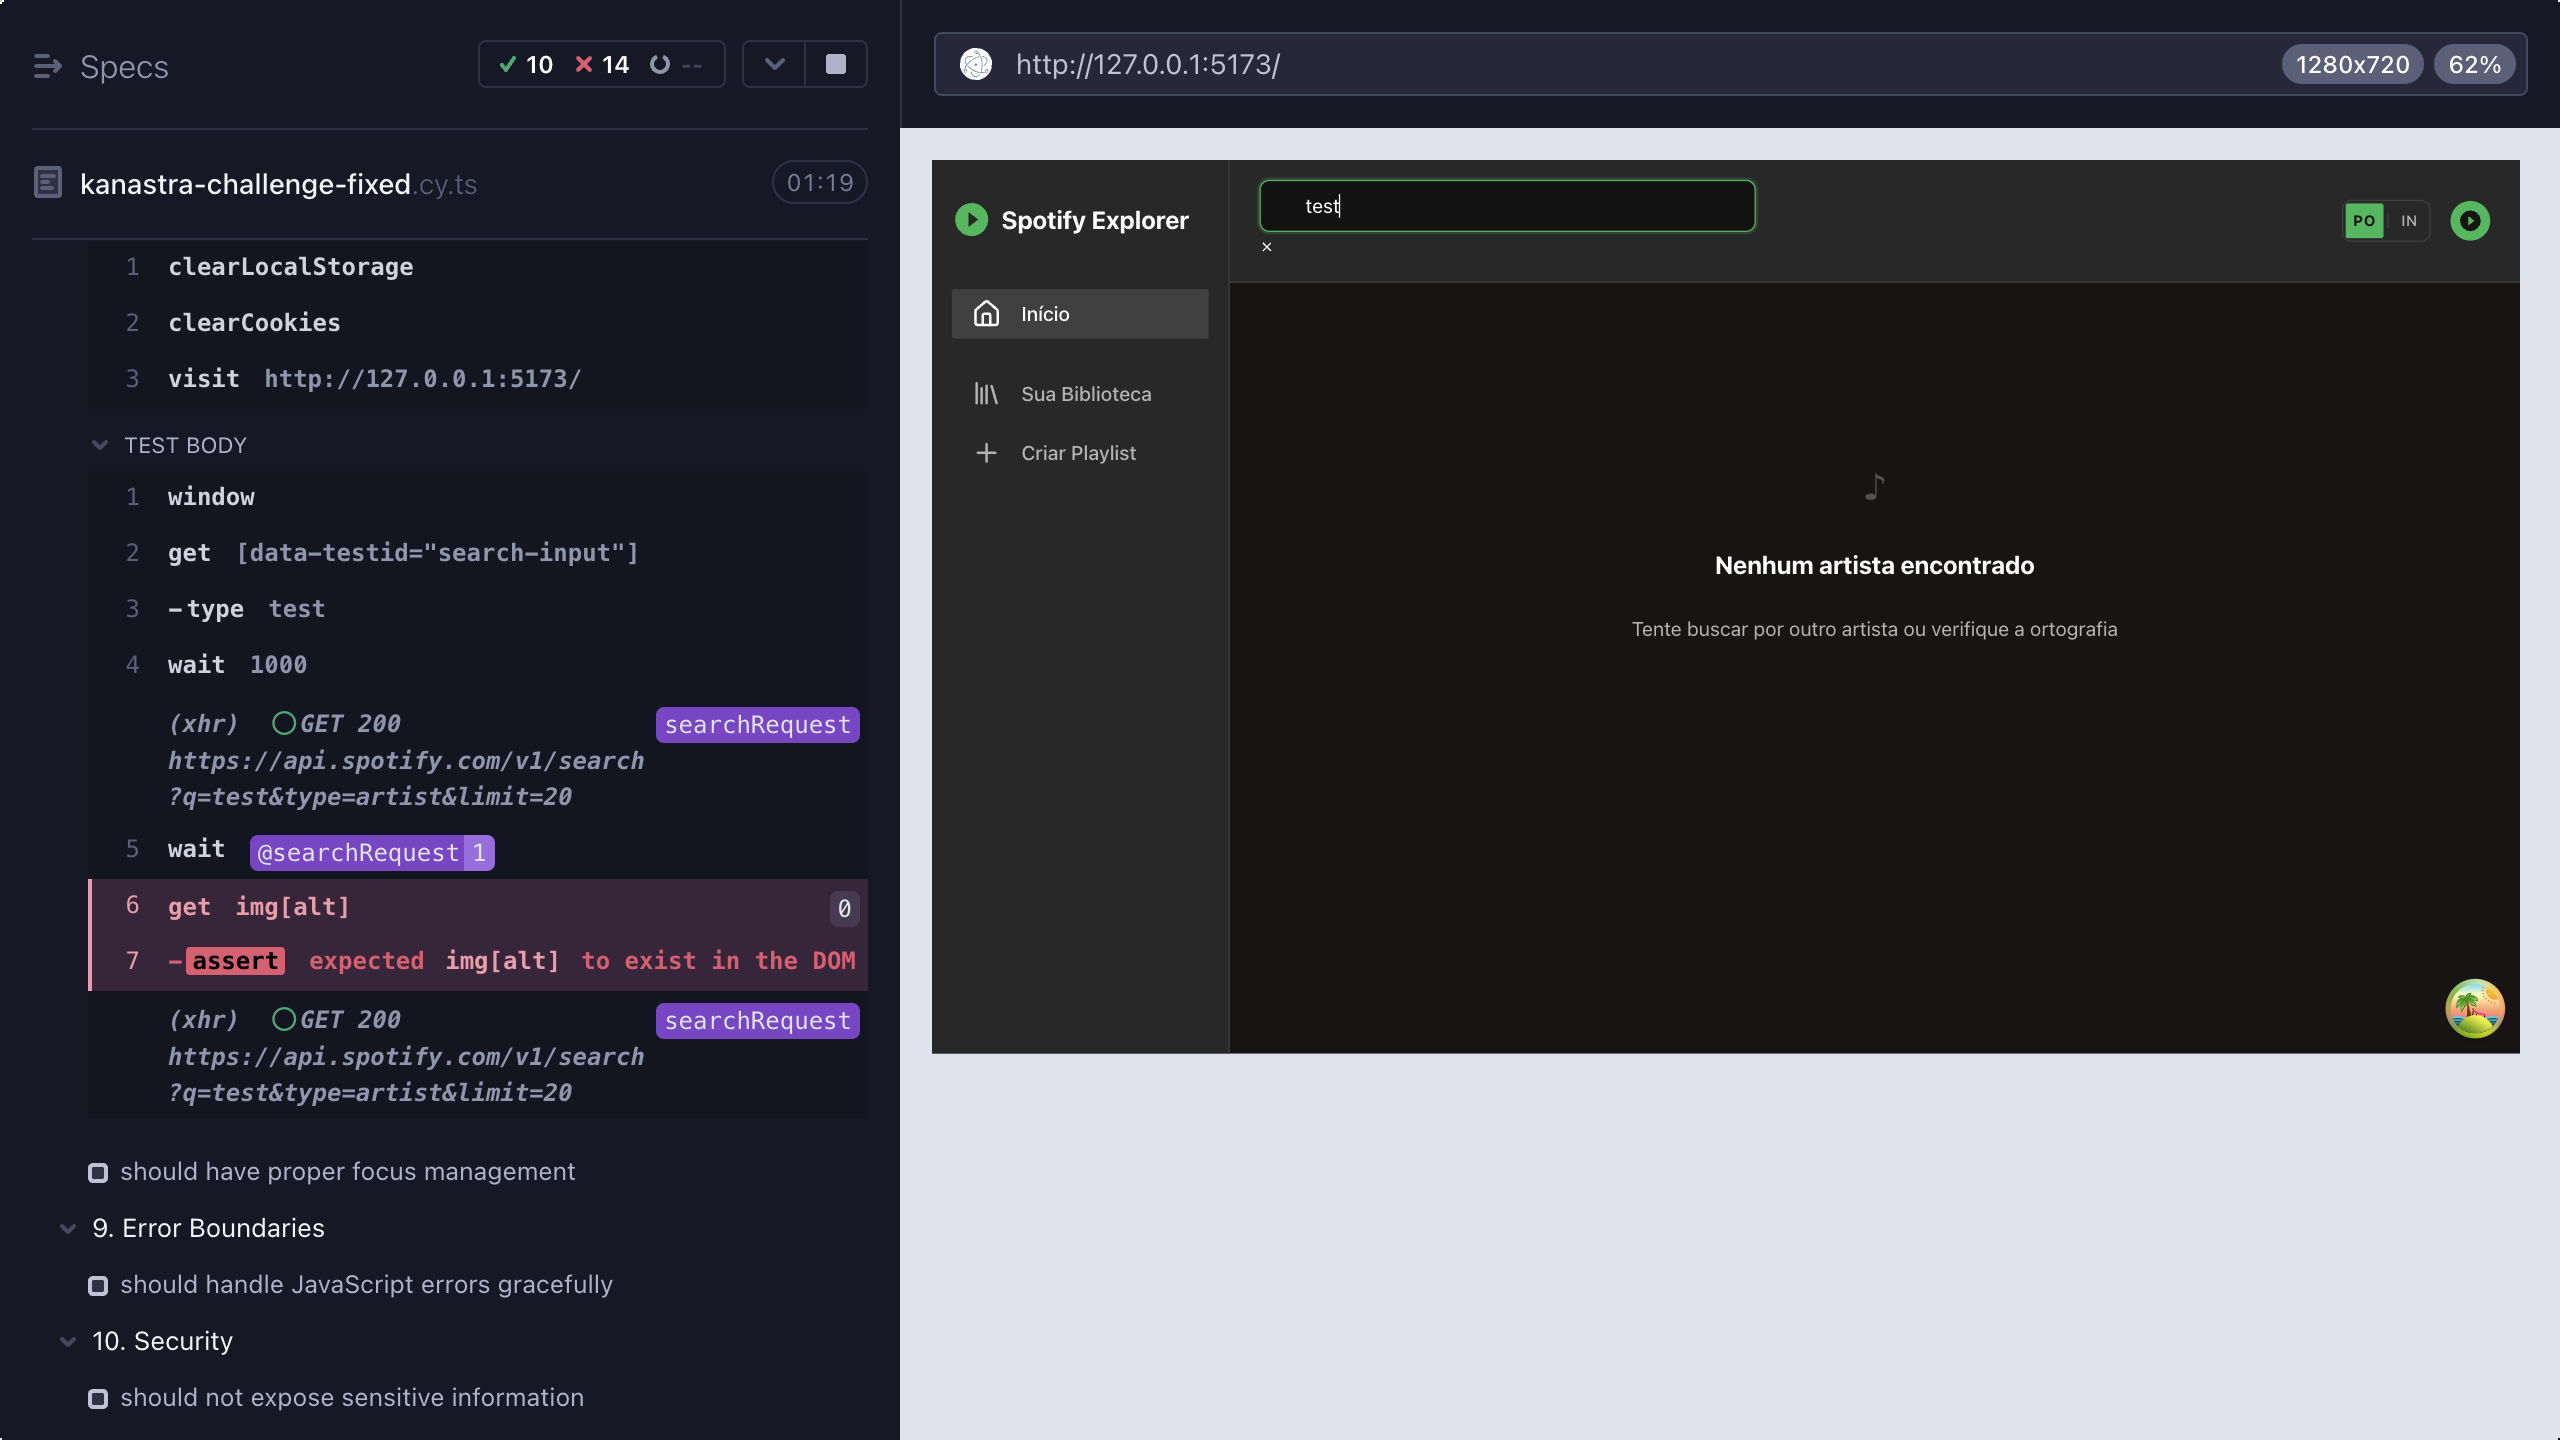 Specs
10 14 --
kanastra-challenge-fixed.cy.ts 01:19
1 clearLocalStorage
2 clearCookies
3 visit http://127.0.0.1:5173/
TEST BODY
1 window
2 get [data-testid="search-input"]
3 -type test
4 wait 1000
(xhr) GET 200 searchRequest
https://api.spotify.com/v1/search
?q=test&type=artist&limit=20
5 wait @searchRequest 1
6 get img[alt] 0
7 -assert expected img[alt] to exist in the DOM
(xhr) GET 200 searchRequest
https://api.spotify.com/v1/search
?q=test&type=artist&limit=20
should have proper focus management
9. Error Boundaries
should handle JavaScript errors gracefully
10. Security
should not expose sensitive information
http://127.0.0.1:5173/ 1280x720 62%
Spotify Explorer
test
×
PO IN
Início
Sua Biblioteca
Criar Playlist
Nenhum artista encontrado
Tente buscar por outro artista ou verifique a ortografia